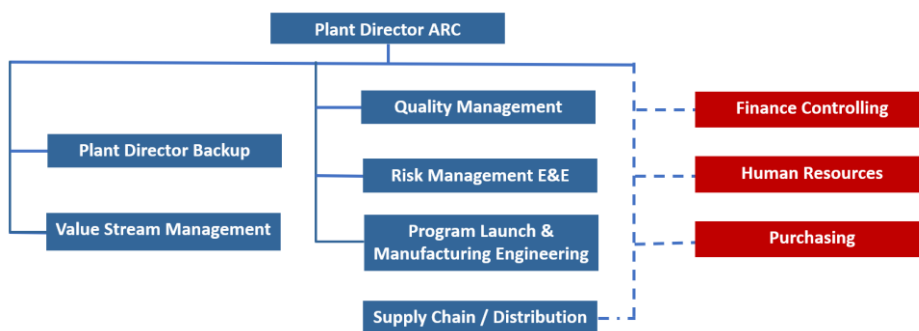 Plant Director ARC
Quality Management
Finance Controlling
Plant Director Backup
Risk Management E&E
Human Resources
Value Stream Management
Program Launch &
Manufacturing Engineering
Purchasing
Supply Chain / Distribution